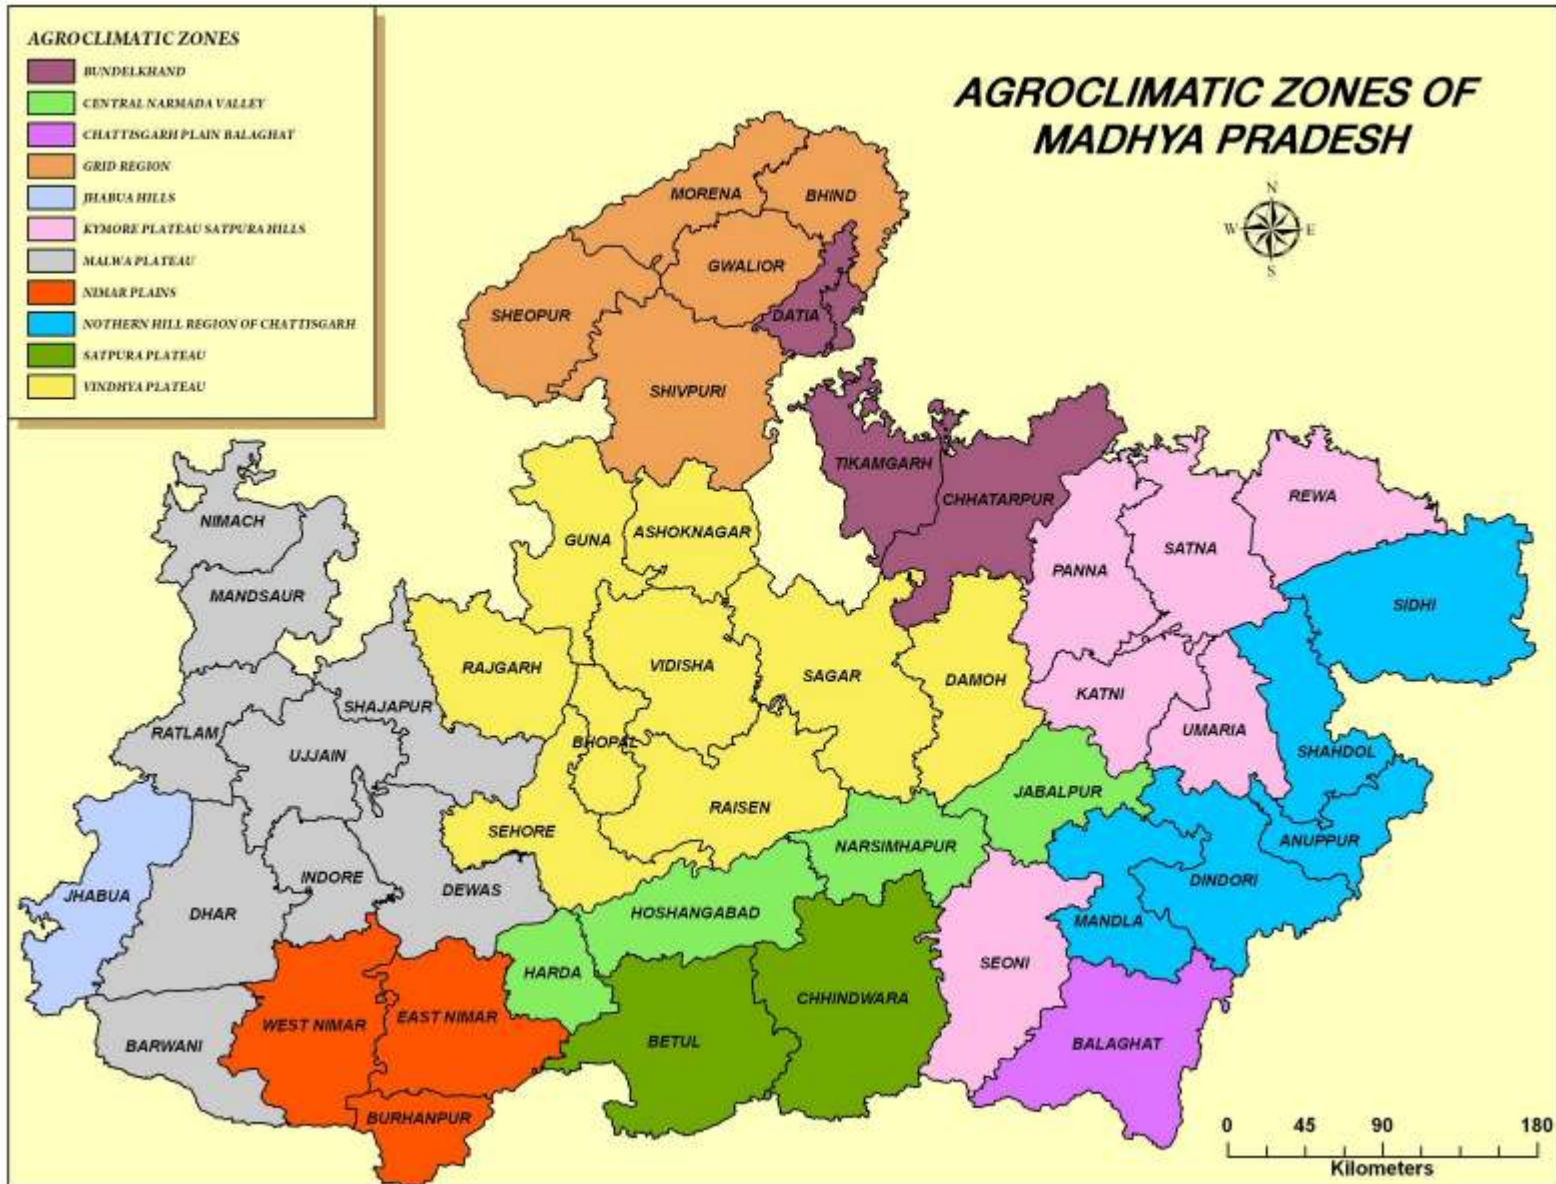 AGROCLIMATIC ZONES
BUNDELKHAND
CENTRAL NARMADA VALLEY
CHATTISGARH PLAIN BALAGHAT
GRID REGION
JHABUA HILLS
KYMORE PLATEAU SATPURA HILLS
MALWA PLATEAU
NIMAR PLAINS
NOTHERN HILL REGION OF CHATTISGARH
SATPURA PLATEAU
VINDHYA PLATEAU
AGROCLIMATIC ZONES OF
MADHYA PRADESH
N
W E
S
MORENA
BHIND
GWALIOR
SHEOPUR
DATIA
SHIVPURI
TIKAMGARH
CHHATARPUR
REWA
NIMACH
GUNA
ASHOKNAGAR
SATNA
PANNA
MANDSAUR
SIDHI
RAJGARH
VIDISHA
SAGAR
DAMOH
KATNI
SHAJAPUR
RATLAM
UMARIA
UJJAIN
BHOPAL
SHAHDOL
JABALPUR
RAISEN
SEHORE
NARSIMHAPUR
ANUPPUR
INDORE
DINDORI
JHABUA
DEWAS
DHAR
HOSHANGABAD
MANDLA
SEONI
HARDA
CHHINDWARA
WEST NIMAR
EAST NIMAR
BETUL
BARWANI
BALAGHAT
BURHANPUR
0 45 90 180
Kilometers